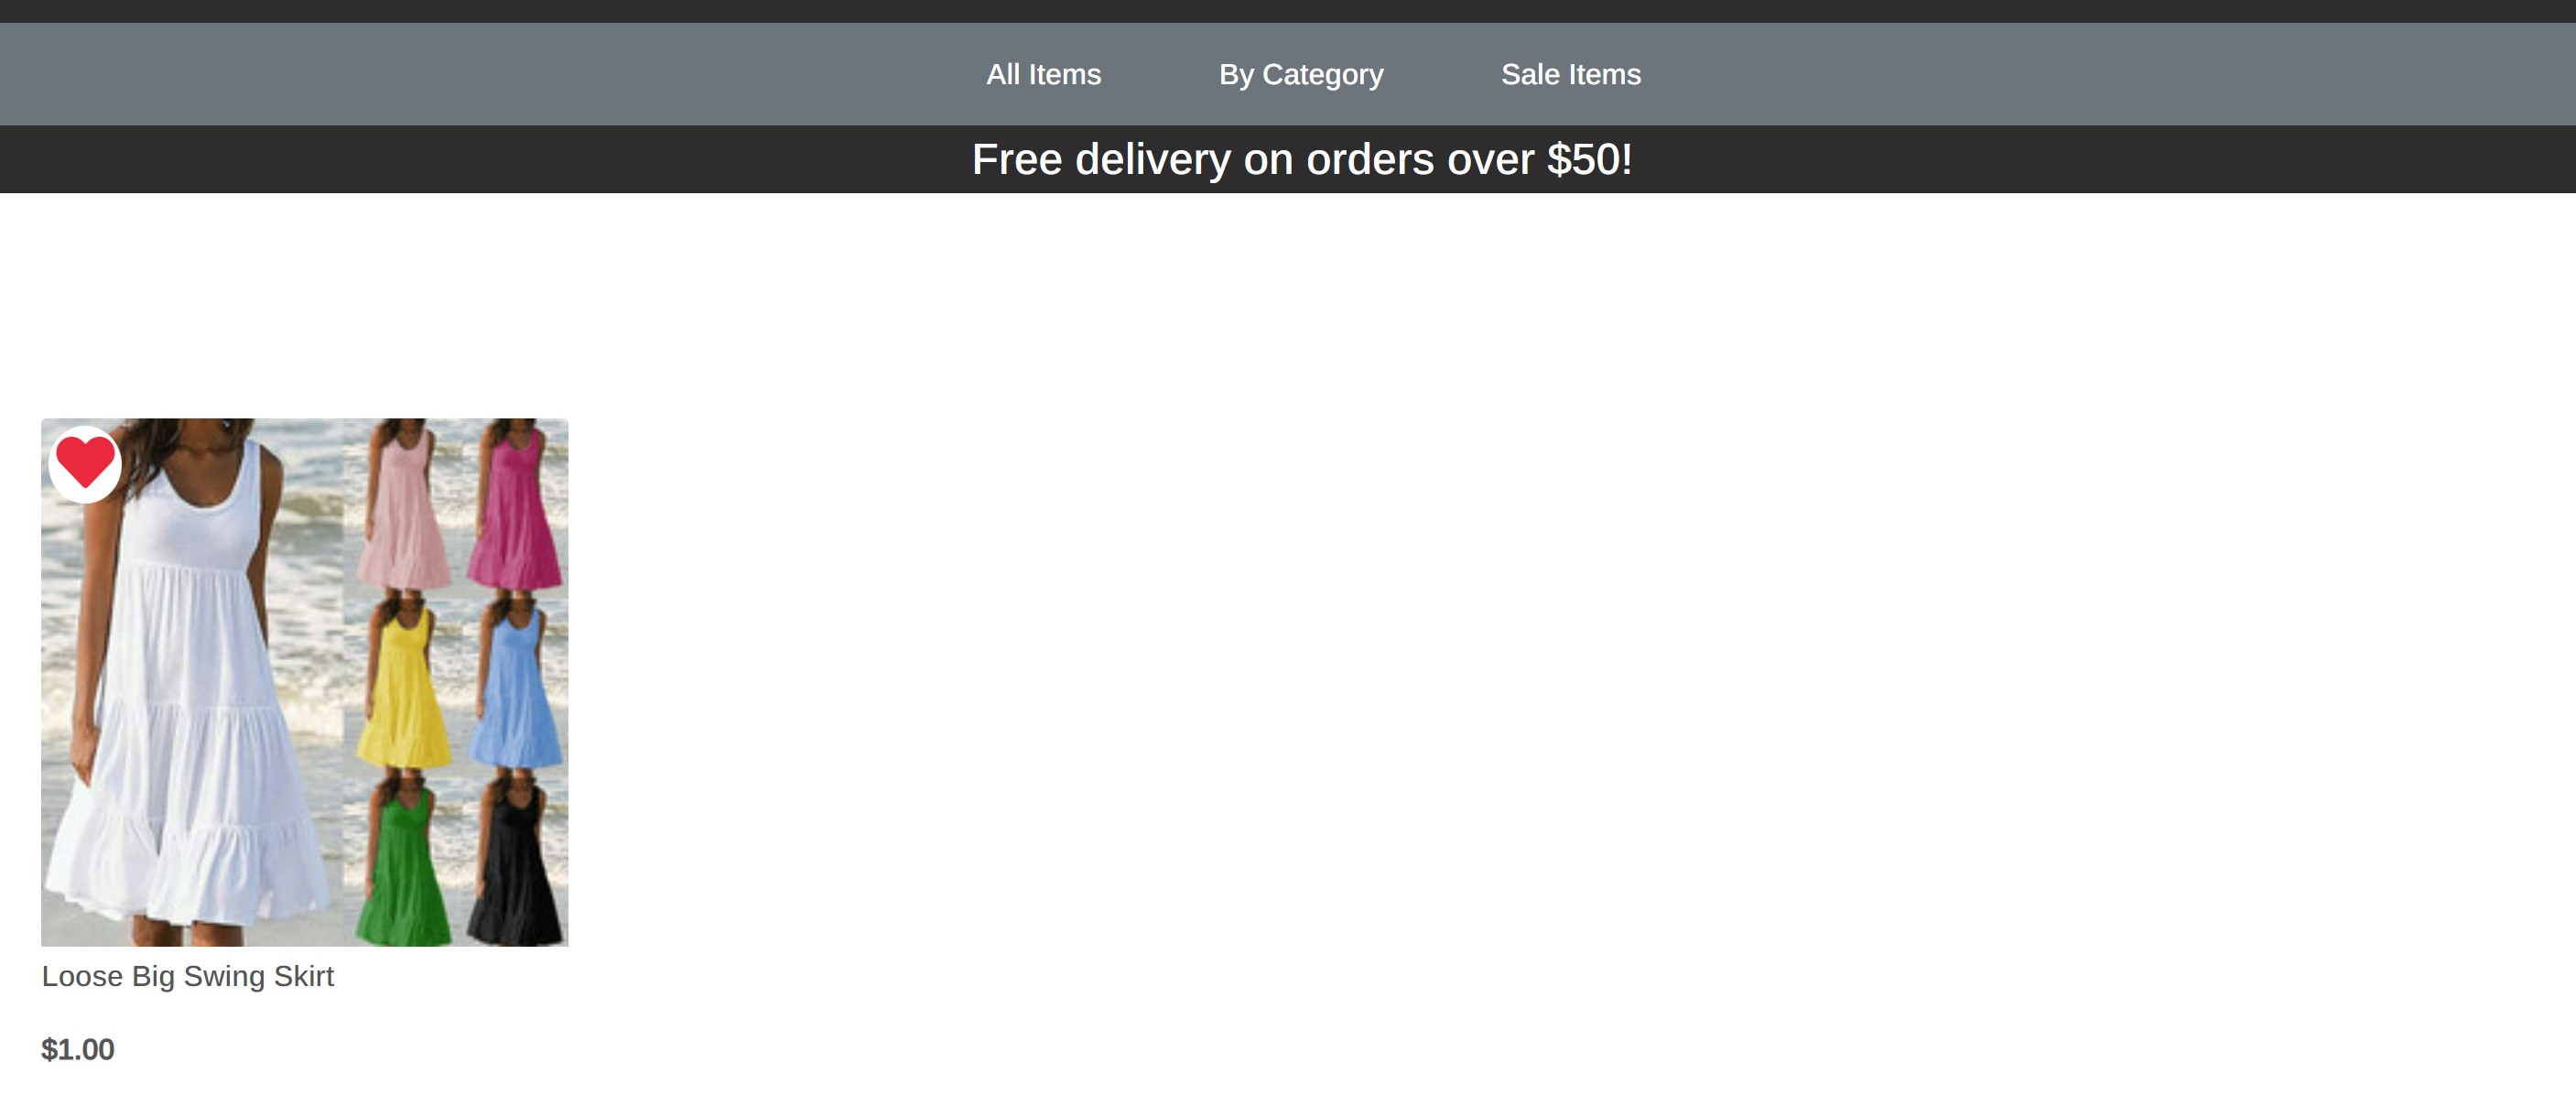 All Items By Category Sale Items
Free delivery on orders over $50!
Loose Big Swing Skirt
$1.00